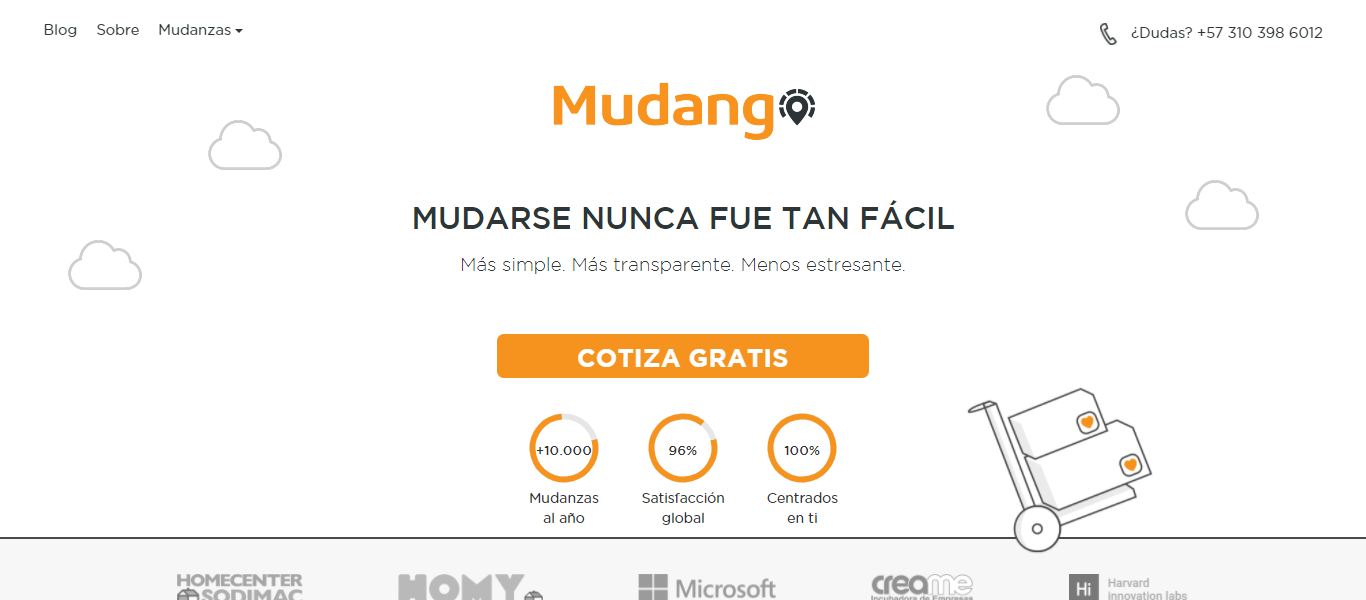 Blog Sobre Mudanzas
¿Dudas? +57 310 398 6012
Mudango
MUDARSE NUNCA FUE TAN FÁCIL
Más simple. Más transparente. Menos estresante.
COTIZA GRATIS
+10.000
Mudanzas
al año
96%
Satisfacción
global
100%
Centrados
en ti
HOMECENTER
SODIMAC
HOMY
Microsoft
creame
Incubadora de Empresas
Hi
Harvard
innovation labs